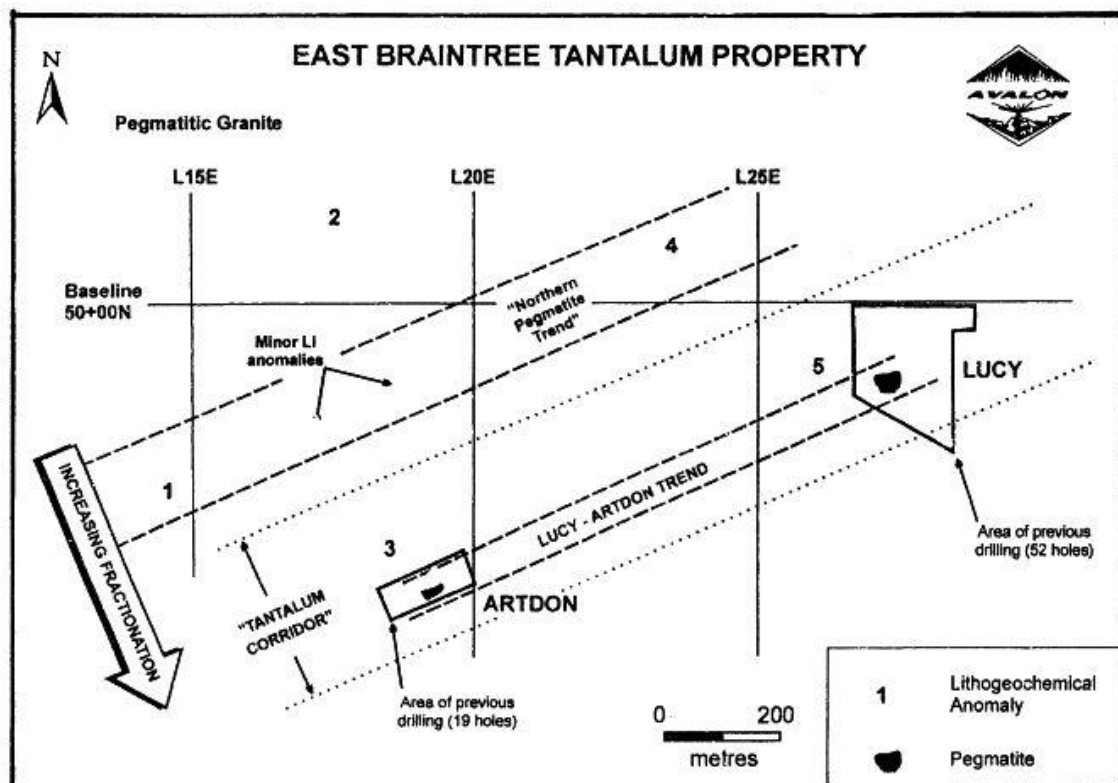 EAST BRAINTREE TANTALUM PROPERTY
N
AVALON
Pegmatitic Granite
L15E
L20E
L25E
2
4
Baseline
50+00N
"Northern
Pegmatite
Trend"
Minor LI
anomalies
5
LUCY
1
INCREASING FRACTIONATION
LUCY - ARTDON TREND
3
Area of previous
drilling (52 holes)
ARTDON
"TANTALUM
CORRIDOR"
Area of previous
drilling (19 holes)
0 200
metres
1 Lithogeochemical
Anomaly
Pegmatite